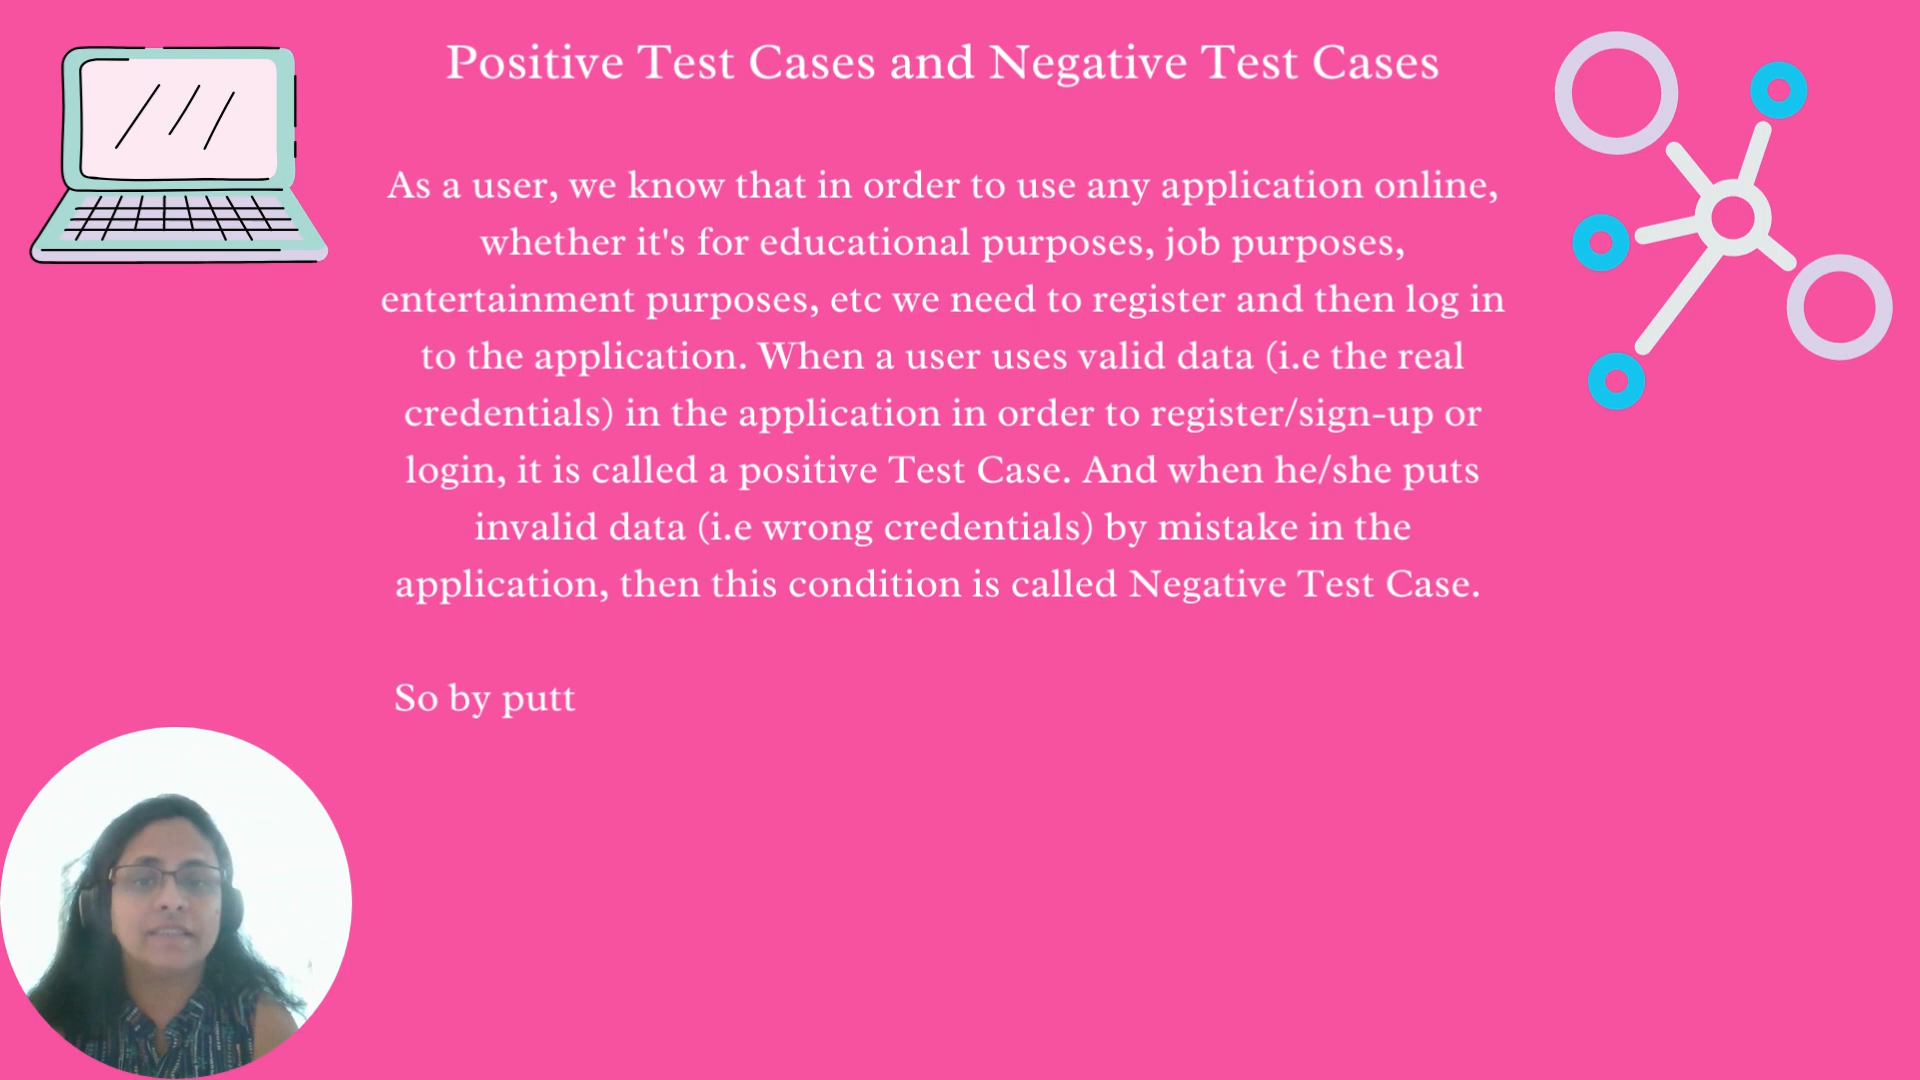 Positive Test Cases and Negative Test Cases
As a user, we know that in order to use any application online,
whether it's for educational purposes, job purposes,
entertainment purposes, etc we need to register and then log in
to the application. When a user uses valid data (i.e the real
credentials) in the application in order to register/sign-up or
login, it is called a positive Test Case. And when he/she puts
invalid data (i.e wrong credentials) by mistake in the
application, then this condition is called Negative Test Case.
So by putt